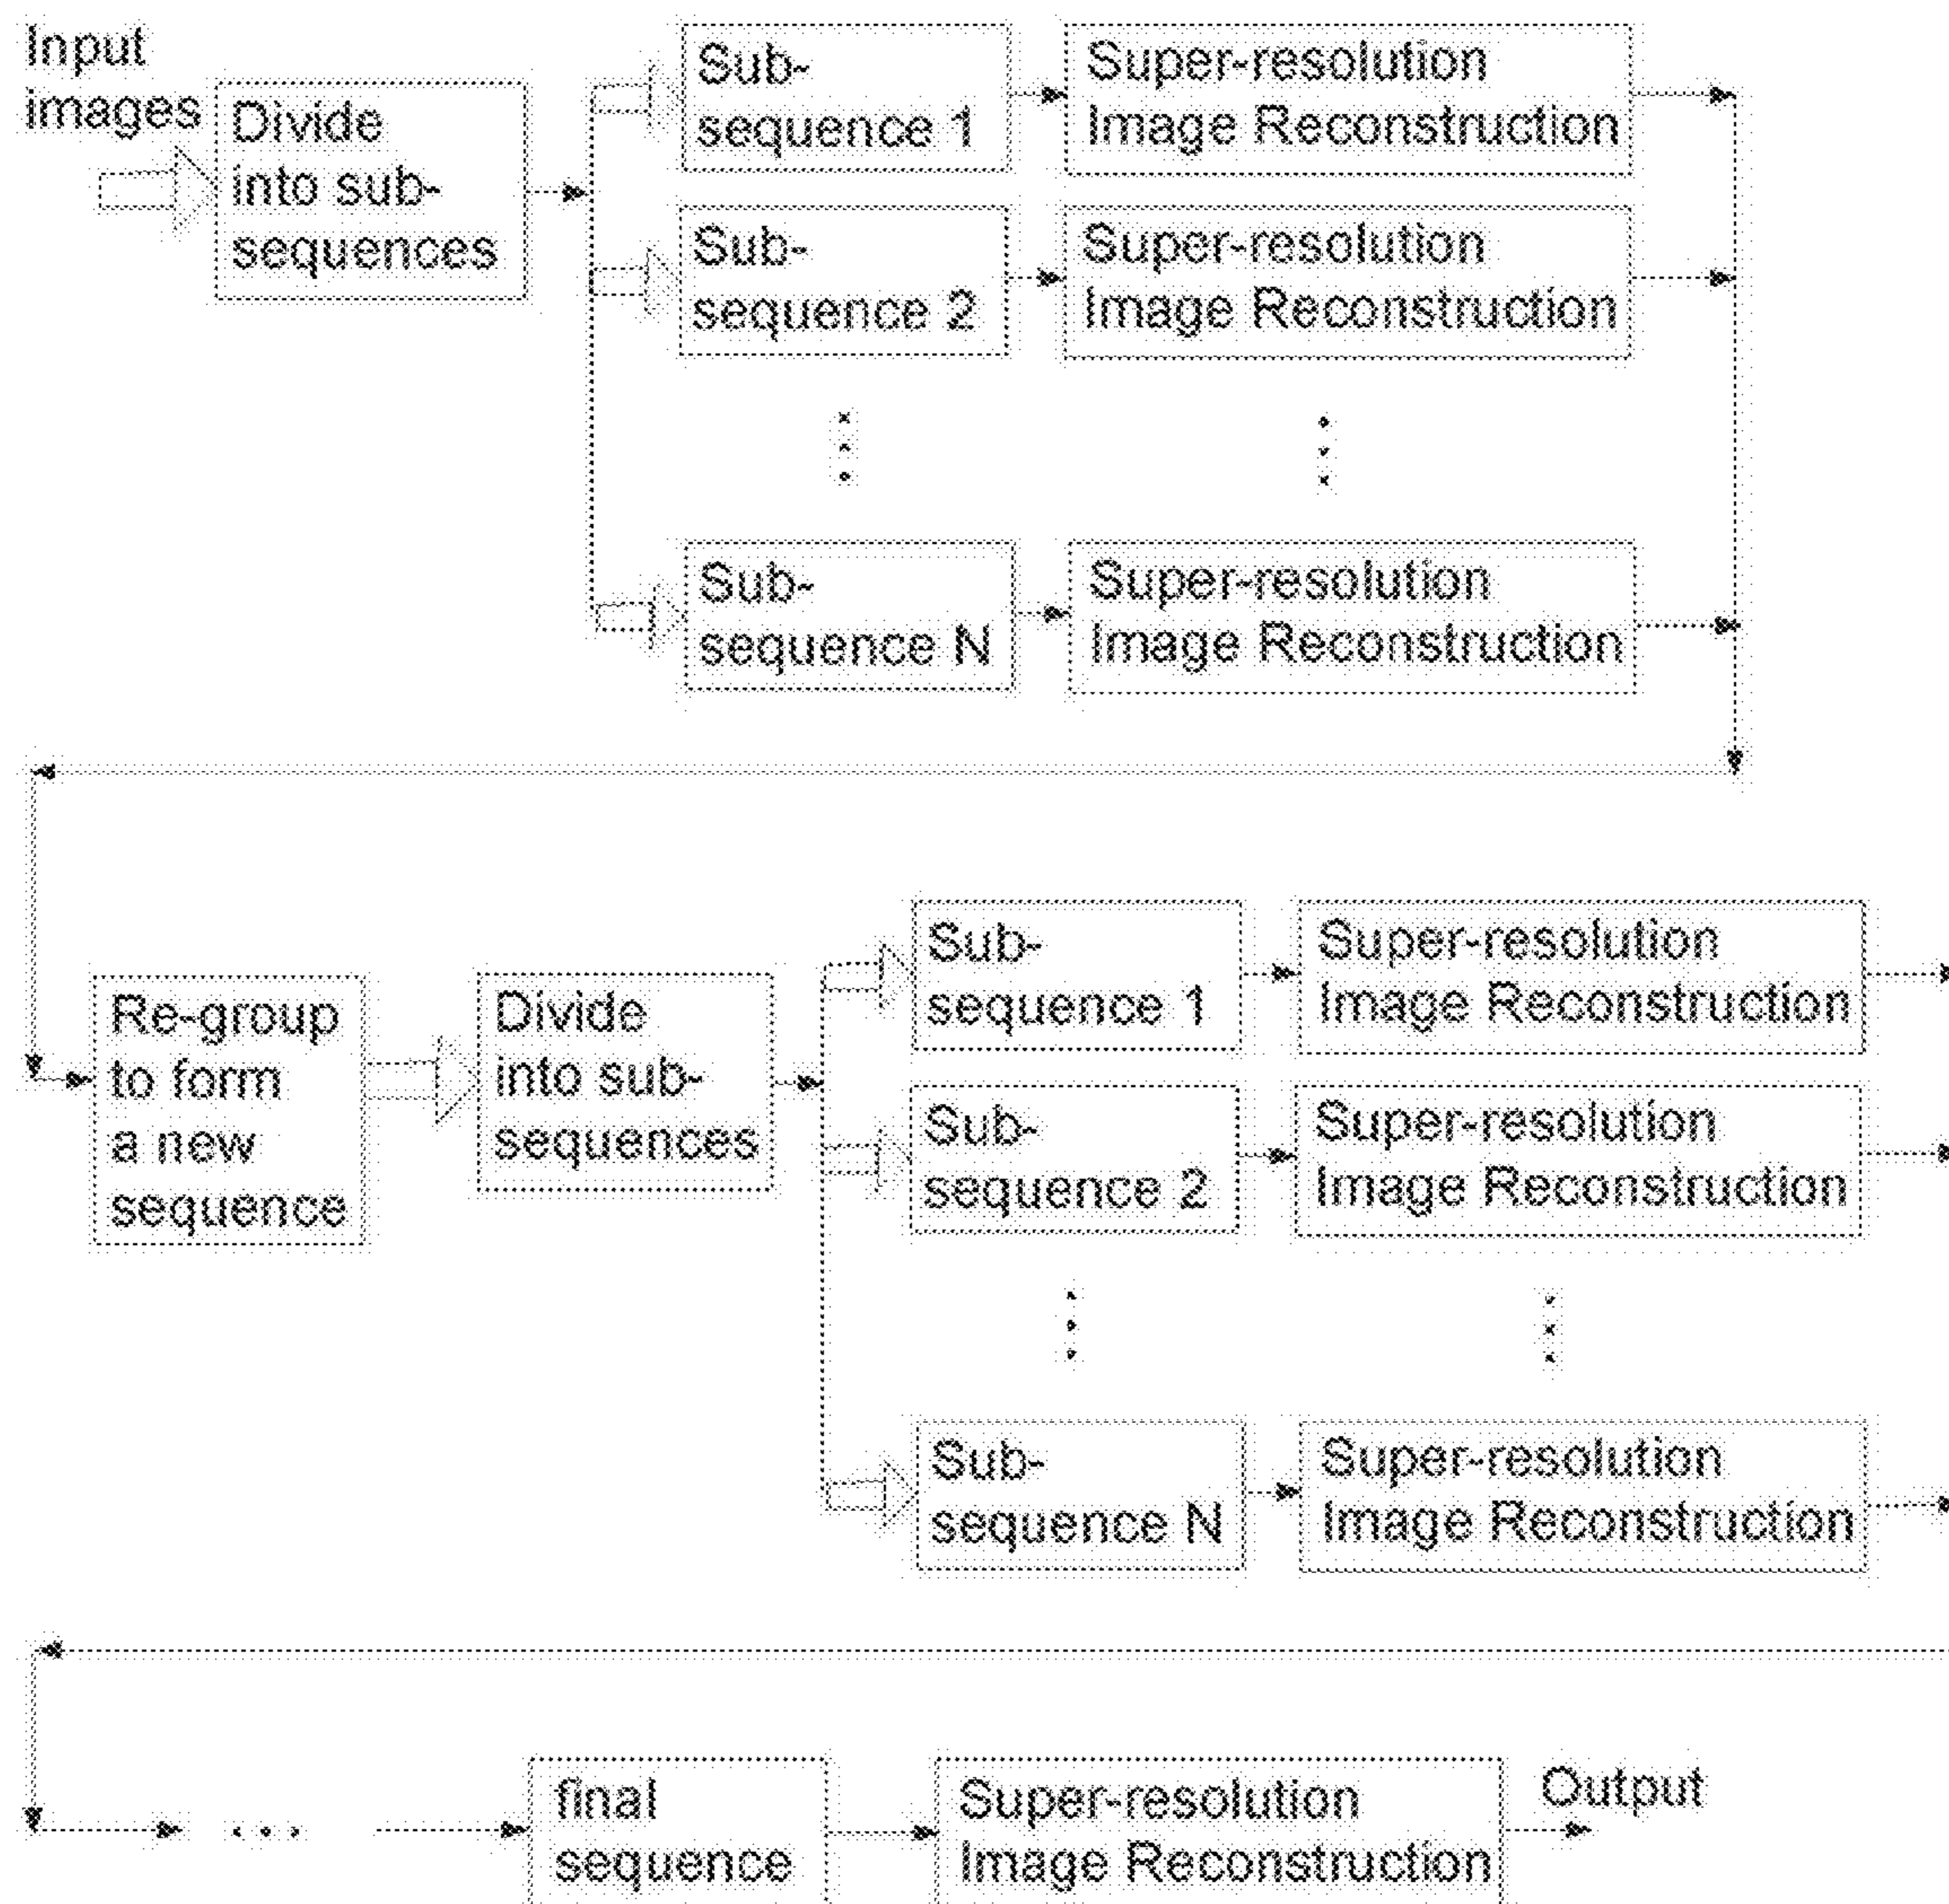 Input
images
Divide
into sub-
sequences
Sub-
sequence 1
Super-resolution
Image Reconstruction
Sub-
sequence 2
Super-resolution
Image Reconstruction
Sub-
sequence N
Super-resolution
Image Reconstruction
Re-group
to form
a new
sequence
Divide
into sub-
sequences
Sub-
sequence 1
Super-resolution
Image Reconstruction
Sub-
sequence 2
Super-resolution
Image Reconstruction
Sub-
sequence N
Super-resolution
Image Reconstruction
final
sequence
Super-resolution
Image Reconstruction
Output